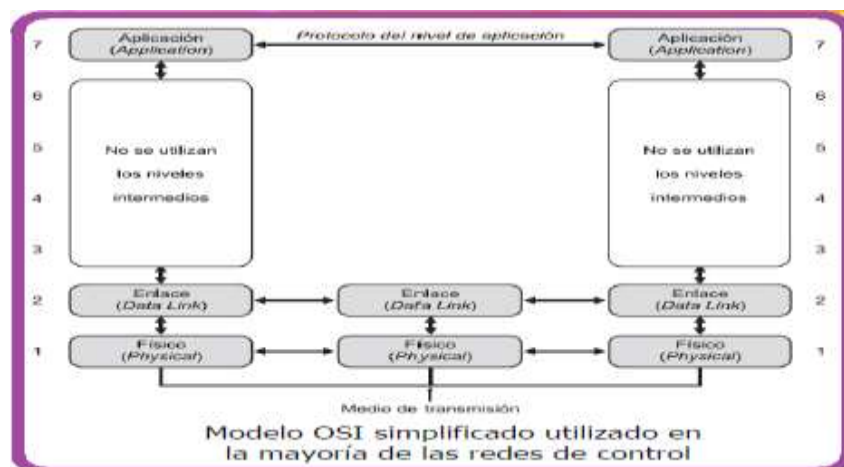 7
Aplicación
(Application)
Protocolo del nivel de aplicación
Aplicación
(Application)
7
6
6
No se utilizan
los niveles
intermedios
No se utilizan
los niveles
intermedios
5
5
4
4
3
3
2
Enlace
(Data Link)
Enlace
(Data Link)
Enlace
(Data Link)
2
1
Físico
(Physical)
Físico
(Physical)
Físico
(Physical)
1
Medio de transmisión
Modelo OSI simplificado utilizado en
la mayoría de las redes de control